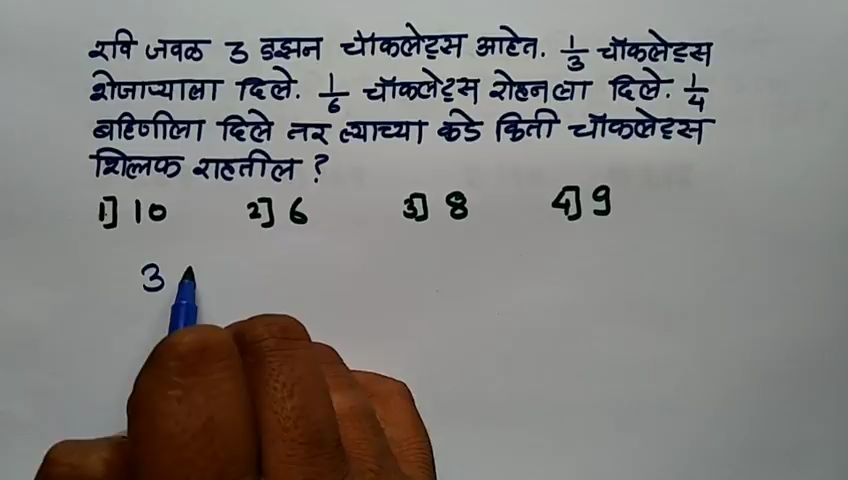 रवि जवळ 3 डझन चॉकलेट्स आहेत. 1/3 चॉकलेट्स
शेजाऱ्याला दिले. 1/6 चॉकलेट्स रोहनला दिले. 1/4
बहिणीला दिले तर त्याच्या कडे किती चॉकलेट्स
शिल्लक राहतील ?
1] 10 2] 6 3] 8 4] 9
3